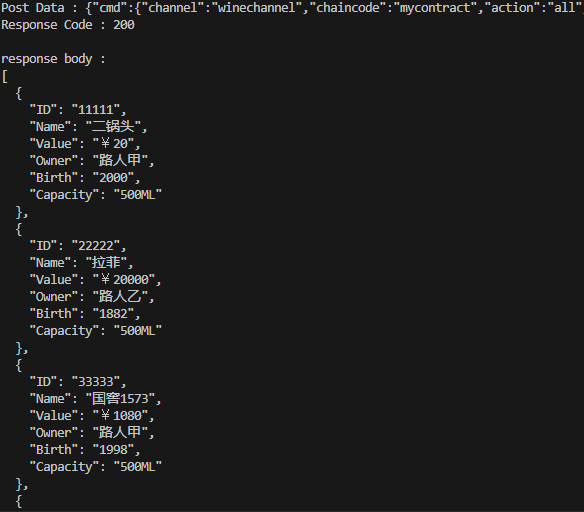 Post Data : {"cmd":{"channel":"winechannel","chaincode":"mycontract","action":"all",
Response Code : 200
response body :
[
{
"ID": "11111",
"Name": "二锅头",
"Value": "￥20",
"Owner": "路人甲",
"Birth": "2000",
"Capacity": "500ML"
},
{
"ID": "22222",
"Name": "拉菲",
"Value": "￥20000",
"Owner": "路人乙",
"Birth": "1882",
"Capacity": "500ML"
},
{
"ID": "33333",
"Name": "国窖1573",
"Value": "￥1080",
"Owner": "路人甲",
"Birth": "1998",
"Capacity": "500ML"
},
{